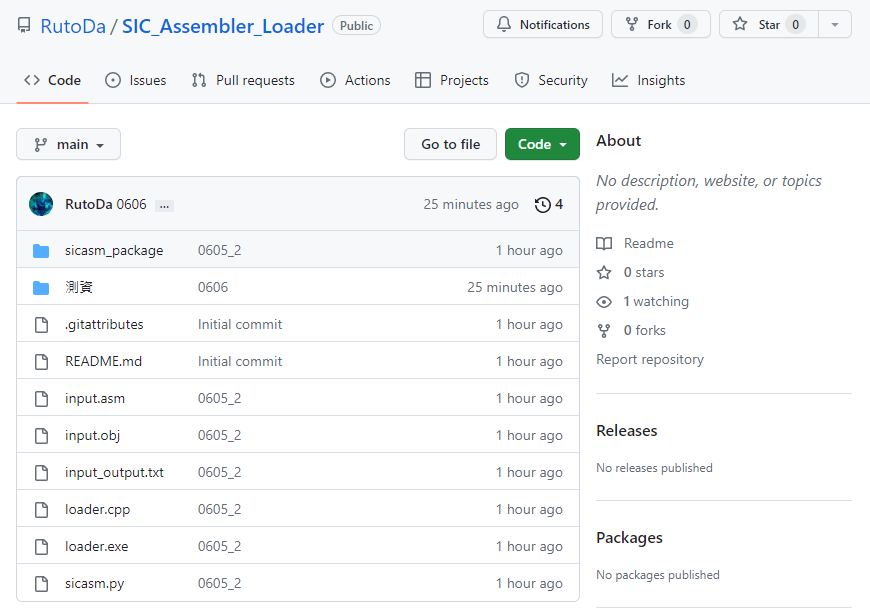 RutoDa / SIC_Assembler_Loader Public Notifications Fork 0 Star 0
Code Issues Pull requests Actions Projects Security Insights
main Go to file Code
RutoDa 0606 ... 25 minutes ago 4
sicasm_package 0605_2 1 hour ago
測資 0606 25 minutes ago
.gitattributes Initial commit 1 hour ago
README.md Initial commit 1 hour ago
input.asm 0605_2 1 hour ago
input.obj 0605_2 1 hour ago
input_output.txt 0605_2 1 hour ago
loader.cpp 0605_2 1 hour ago
loader.exe 0605_2 1 hour ago
sicasm.py 0605_2 1 hour ago
About
No description, website, or topics
provided.
Readme
0 stars
1 watching
0 forks
Report repository
Releases
No releases published
Packages
No packages published